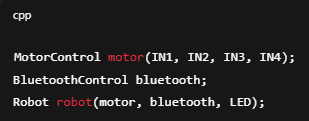 cpp
MotorControl motor(IN1, IN2, IN3, IN4);
BluetoothControl bluetooth;
Robot robot(motor, bluetooth, LED);